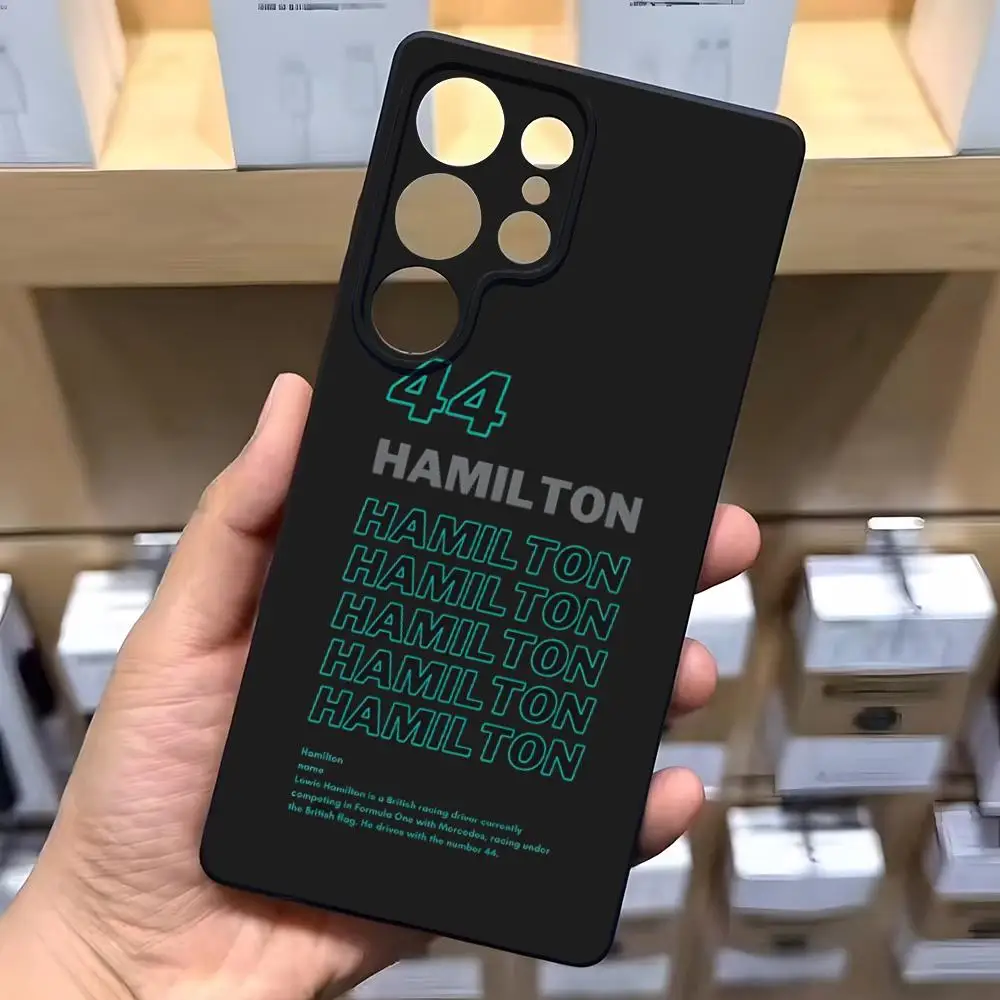 44
HAMILTON
HAMILTON
HAMILTON
HAMILTON
HAMILTON
HAMILTON
Hamilton
name
Lewis Hamilton is a British racing driver currently
competing in Formula One with Mercedes, racing under
the British flag. He drives with the number 44.